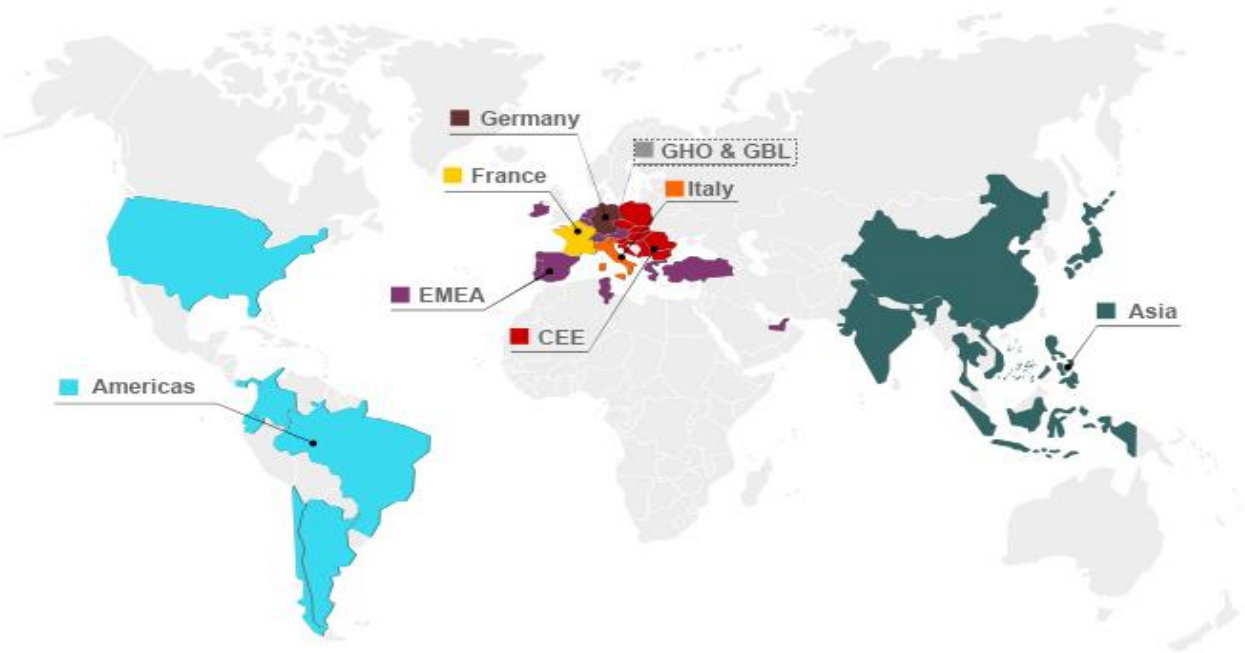 Germany
GHO & GBL
France
Italy
EMEA
Asia
CEE
Americas